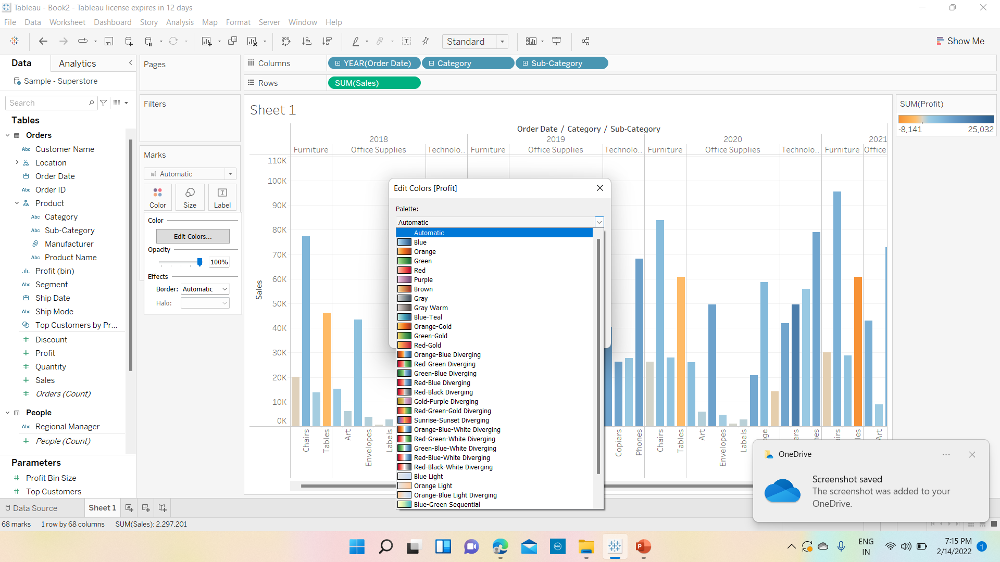 Tableau - Book2 - Tableau license expires in 12 days
File Data Worksheet Dashboard Story Analysis Map Format Server Window Help
Standard
Show Me
Data
Analytics
Sample - Superstore
Search
Tables
Orders
Abc Customer Name
Location
Order Date
Abc Order ID
Product
Abc Category
Abc Sub-Category
Manufacturer
Abc Product Name
Profit (bin)
Abc Segment
Ship Date
Abc Ship Mode
Top Customers by Pr...
# Discount
# Profit
# Quantity
# Sales
# Orders (Count)
People
Abc Regional Manager
# People (Count)
Parameters
# Profit Bin Size
# Top Customers
Pages
Filters
Marks
Automatic
Color Size Label
Color
Edit Colors...
Opacity
100%
Effects
Border: Automatic
Halo:
Columns YEAR(Order Date) Category Sub-Category
Rows SUM(Sales)
Sheet 1
Order Date / Category / Sub-Category
2018 2019 2020 2021
Furniture Office Supplies Technolo.. Furniture Office Supplies Technolo.. Furniture Office Supplies Technolo.. Furniture Office
110K
100K
90K
80K
70K
60K
50K
40K
30K
20K
10K
0K
Sales
Chairs
Tables
Art
Envelopes
Labels
Copiers
Phones
Chairs
Tables
Art
Envelopes
Labels
age
ers
nes
irs
les
Art
Edit Colors [Profit]
Palette:
Automatic
Automatic
Blue
Orange
Green
Red
Purple
Brown
Gray
Gray Warm
Blue-Teal
Orange-Gold
Green-Gold
Red-Gold
Orange-Blue Diverging
Red-Green Diverging
Green-Blue Diverging
Red-Blue Diverging
Red-Black Diverging
Gold-Purple Diverging
Red-Green-Gold Diverging
Sunrise-Sunset Diverging
Orange-Blue-White Diverging
Red-Green-White Diverging
Green-Blue-White Diverging
Red-Blue-White Diverging
Red-Black-White Diverging
Blue Light
Orange Light
Orange-Blue Light Diverging
Blue-Green Sequential
SUM(Profit)
-8,141 25,032
OneDrive
Screenshot saved
The screenshot was added to your
OneDrive.
Data Source
Sheet 1
68 marks 1 row by 68 columns SUM(Sales): 2,297,201
DELL
P
ENG
IN
7:15 PM
2/14/2022
1